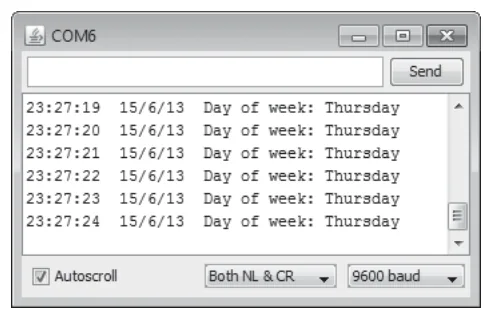 COM6
Send
23:27:19  15/6/13  Day of week: Thursday
23:27:20  15/6/13  Day of week: Thursday
23:27:21  15/6/13  Day of week: Thursday
23:27:22  15/6/13  Day of week: Thursday
23:27:23  15/6/13  Day of week: Thursday
23:27:24  15/6/13  Day of week: Thursday
Autoscroll Both NL & CR 9600 baud